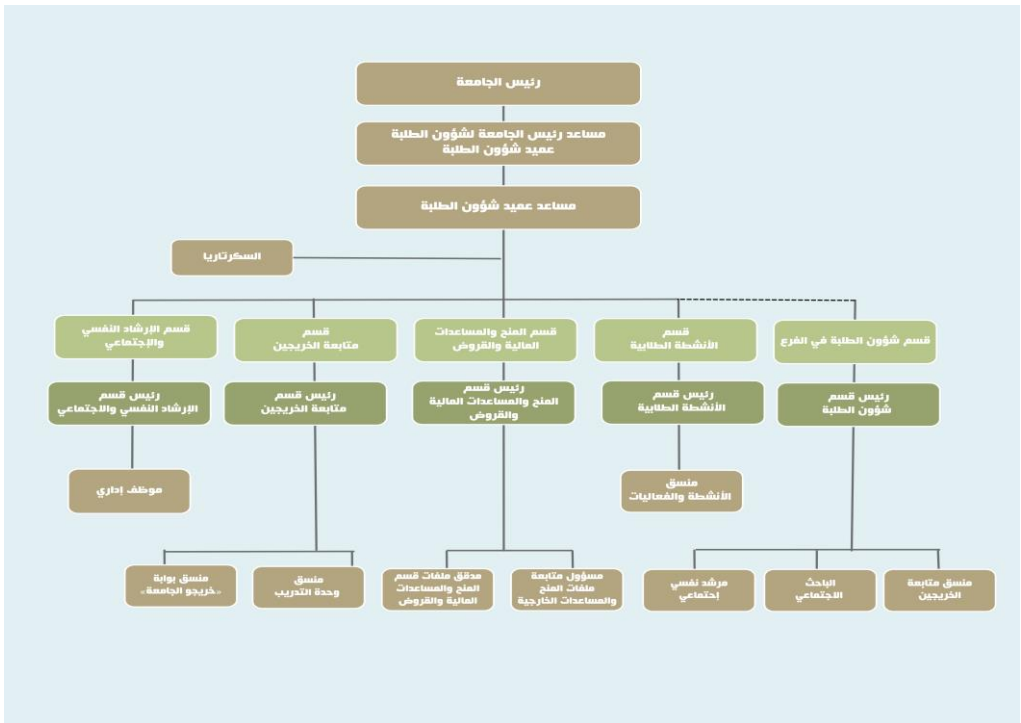 رئيس الجامعة
مساعد رئيس الجامعة لشؤون الطلبة
عميد شؤون الطلبة
مساعد عميد شؤون الطلبة
السكرتاريا
قسم شؤون الطلبة في الفرع
قسم
الأنشطة الطلابية
قسم المنح والمساعدات
المالية والقروض
قسم
متابعة الخريجين
قسم الإرشاد النفسي
والإجتماعي
رئيس قسم
شؤون الطلبة
رئيس قسم
الأنشطة الطلابية
رئيس قسم
المنح والمساعدات المالية
والقروض
رئيس قسم
متابعة الخريجين
رئيس قسم
الإرشاد النفسي والاجتماعي
منسق
الأنشطة والفعاليات
موظف إداري
منسق متابعة
الخريجين
الباحث
الاجتماعي
مرشد نفسي
إجتماعي
مسؤول متابعة
ملفات المنح
والمساعدات الخارجية
مدقق ملفات قسم
المنح والمساعدات
المالية والقروض
منسق
وحدة التدريب
منسق بوابة
«خريجو الجامعة»